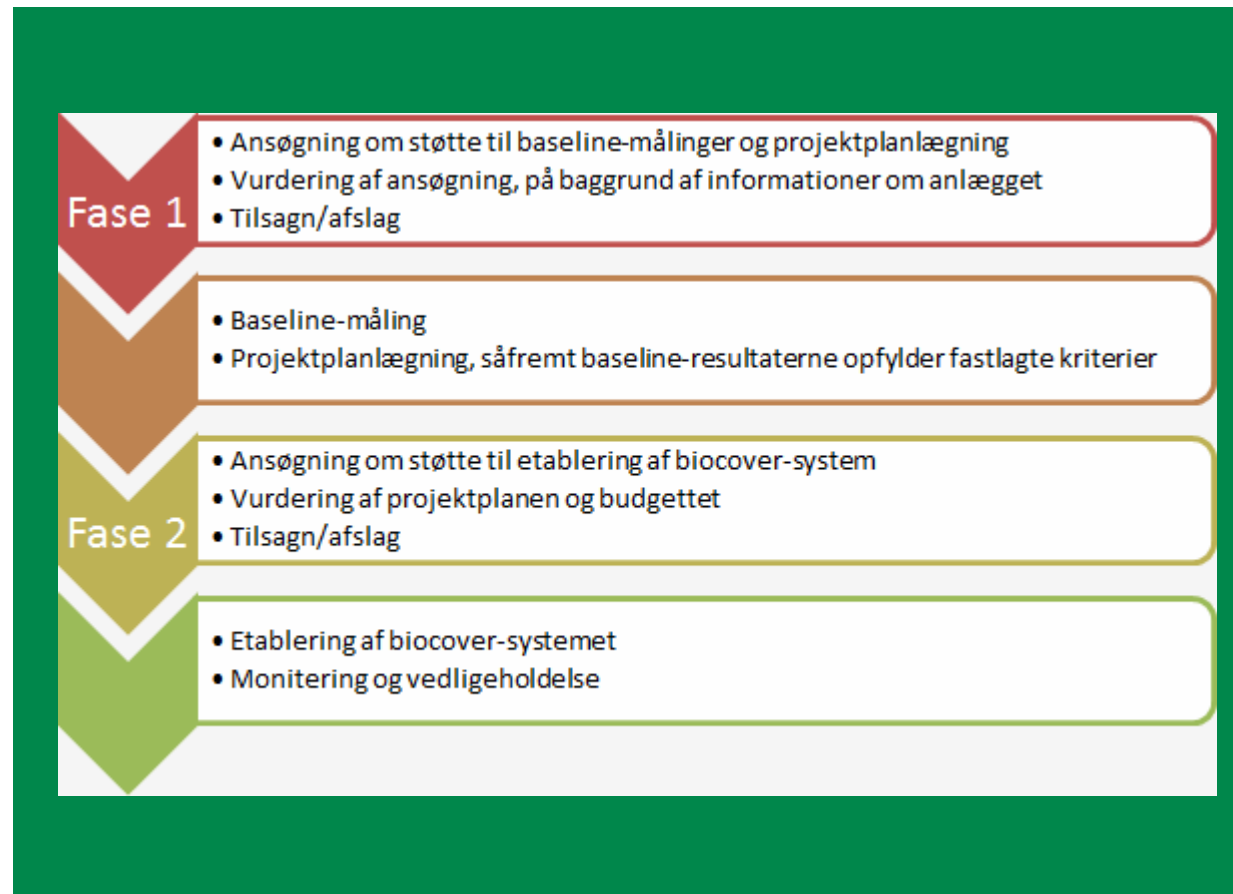 Fase 1
• Ansøgning om støtte til baseline-målinger og projektplanlægning
• Vurdering af ansøgning, på baggrund af informationer om anlægget
• Tilsagn/afslag
• Baseline-måling
• Projektplanlægning, såfremt baseline-resultaterne opfylder fastlagte kriterier
Fase 2
• Ansøgning om støtte til etablering af biocover-system
• Vurdering af projektplanen og budgettet
• Tilsagn/afslag
• Etablering af biocover-systemet
• Monitering og vedligeholdelse